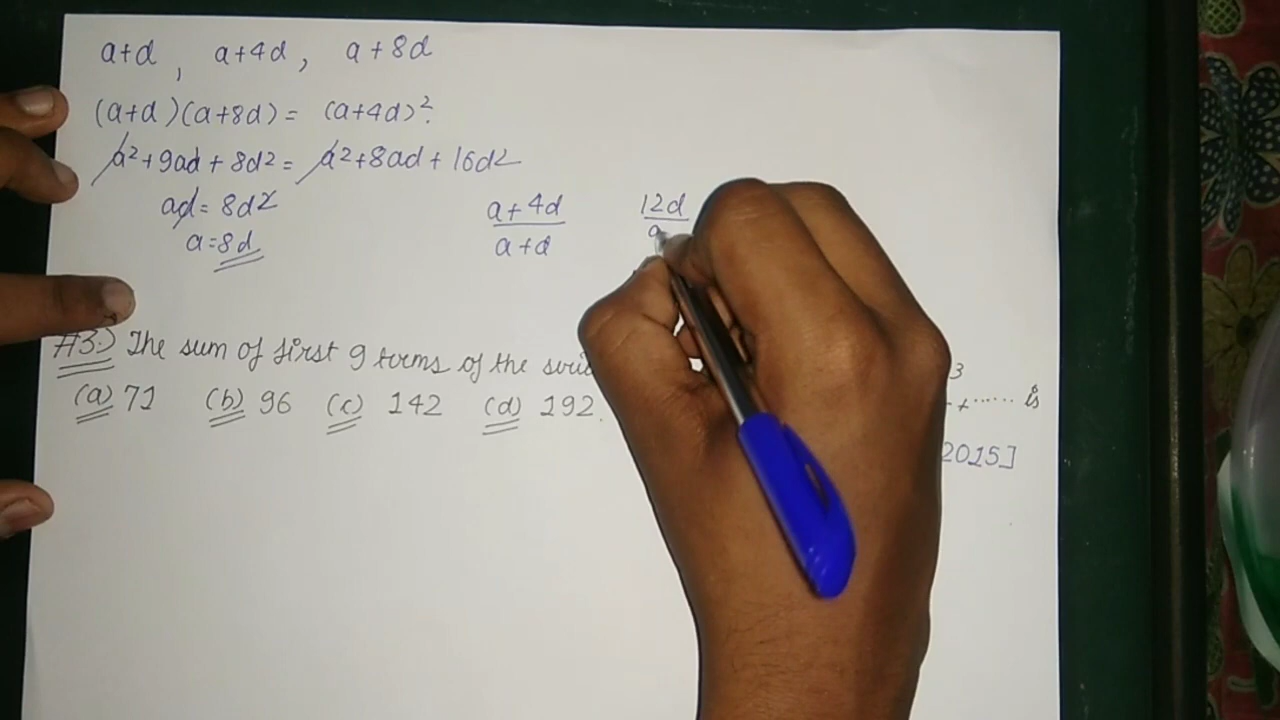 a+d , a+4d , a+8d
(a+d)(a+8d) = (a+4d)².
a²+9ad+8d² = a²+8ad+16d²
ad = 8d²
a=8d
a+4d
a+d
12d
#3.) The sum of first 9 terms of the
3
+...... is
(a) 71 (b) 96 (c) 142 (d) 192.
2015]